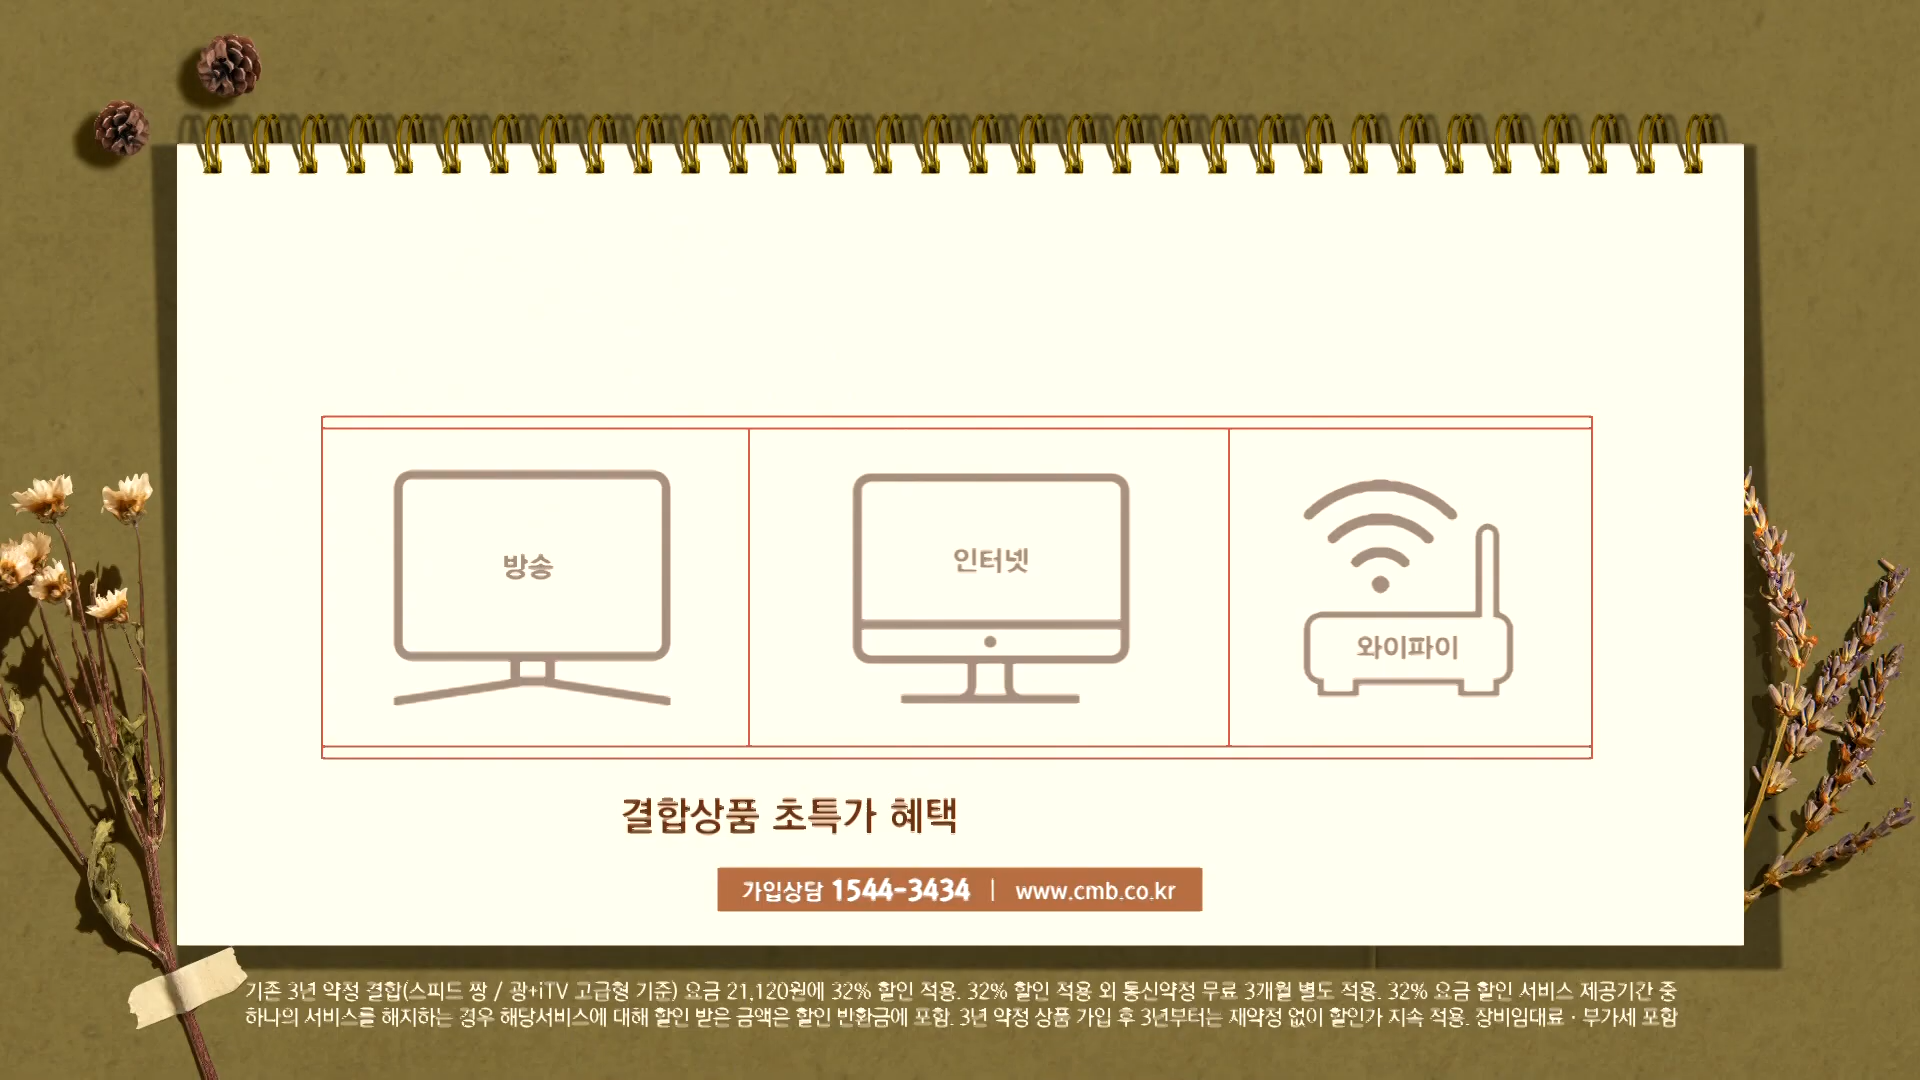 방송
인터넷
와이파이
결합상품 초특가 혜택
가입상담 1544-3434 | www.cmb.co.kr
기존 3년 약정 결합(스피드 짱 / 광+iTV 고급형 기준) 요금 21,120원에 32% 할인 적용. 32% 할인 적용 외 통신약정 무료 3개월 별도 적용. 32% 요금 할인 서비스 제공기간 중
하나의 서비스를 해지하는 경우 해당서비스에 대해 할인 받은 금액은 할인 반환금에 포함. 3년 약정 상품 가입 후 3년부터는 재약정 없이 할인가 지속 적용. 장비임대료 · 부가세 포함